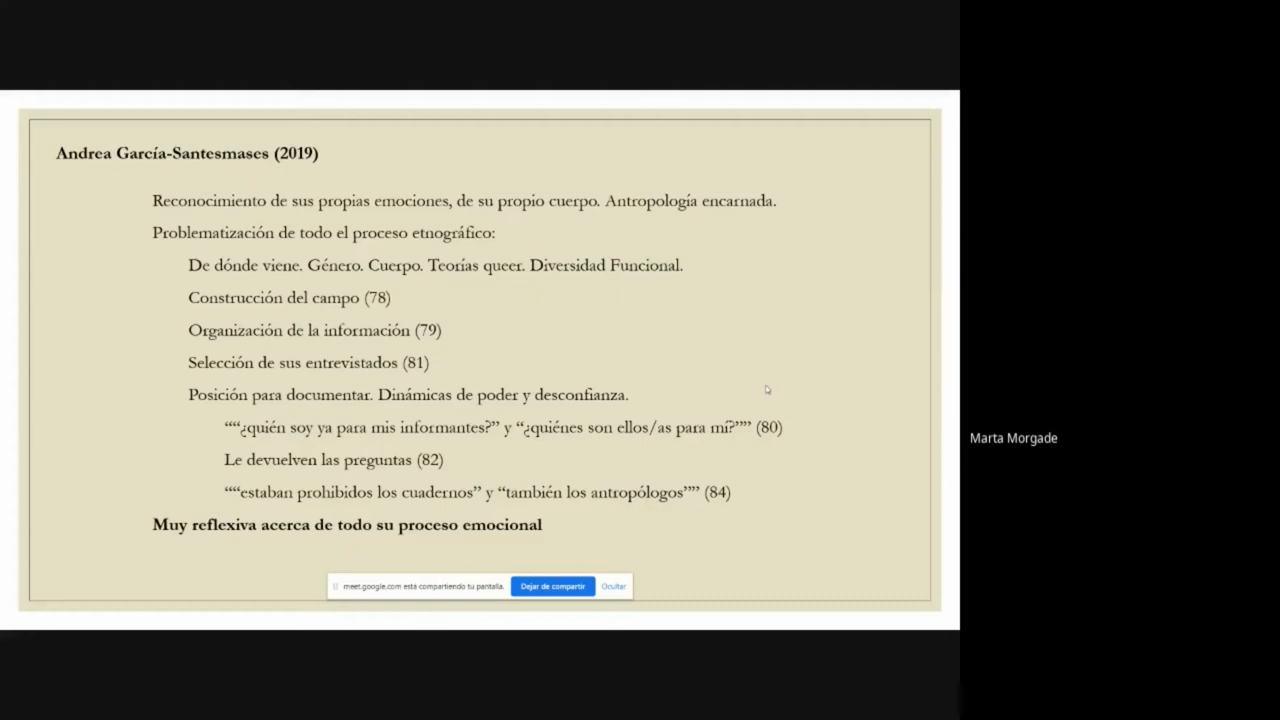 Andrea García-Santesmases (2019)
Reconocimiento de sus propias emociones, de su propio cuerpo. Antropología encarnada.
Problematización de todo el proceso etnográfico:
De dónde viene. Género. Cuerpo. Teorías queer. Diversidad Funcional.
Construcción del campo (78)
Organización de la información (79)
Selección de sus entrevistados (81)
Posición para documentar. Dinámicas de poder y desconfianza.
““¿quién soy ya para mis informantes?” y “¿quiénes son ellos/as para mí?”” (80)
Le devuelven las preguntas (82)
““estaban prohibidos los cuadernos” y “también los antropólogos”” (84)
Muy reflexiva acerca de todo su proceso emocional
meet.google.com está compartiendo tu pantalla. Dejar de compartir Ocultar
Marta Morgade